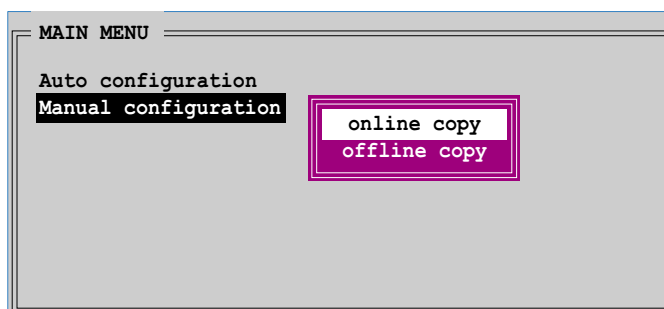 MAIN MENU
Auto configuration
Manual configuration
online copy
offline copy